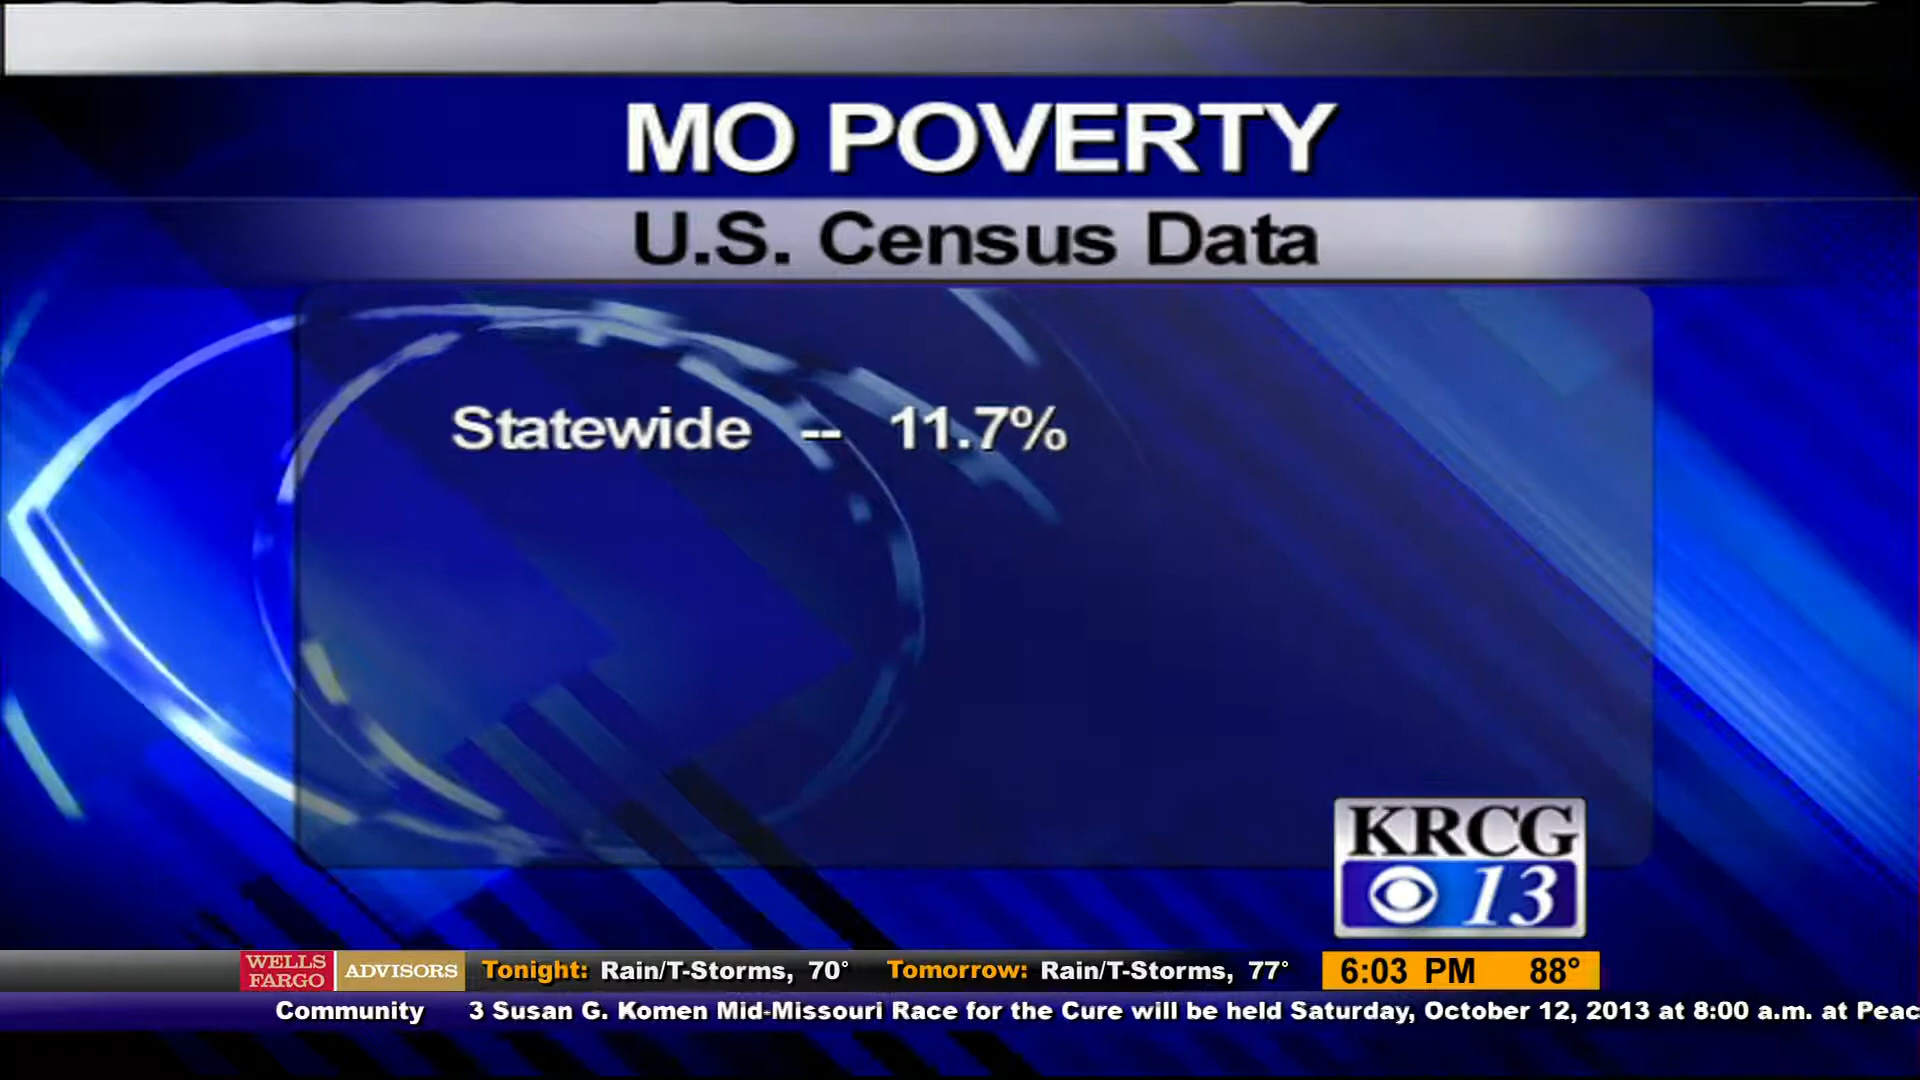 MO POVERTY
U.S. Census Data
Statewide -- 11.7%
KRCG
13
WELLS FARGO ADVISORS Tonight: Rain/T-Storms, 70° Tomorrow: Rain/T-Storms, 77° 6:03 PM 88°
Community 3 Susan G. Komen Mid-Missouri Race for the Cure will be held Saturday, October 12, 2013 at 8:00 a.m. at Peac